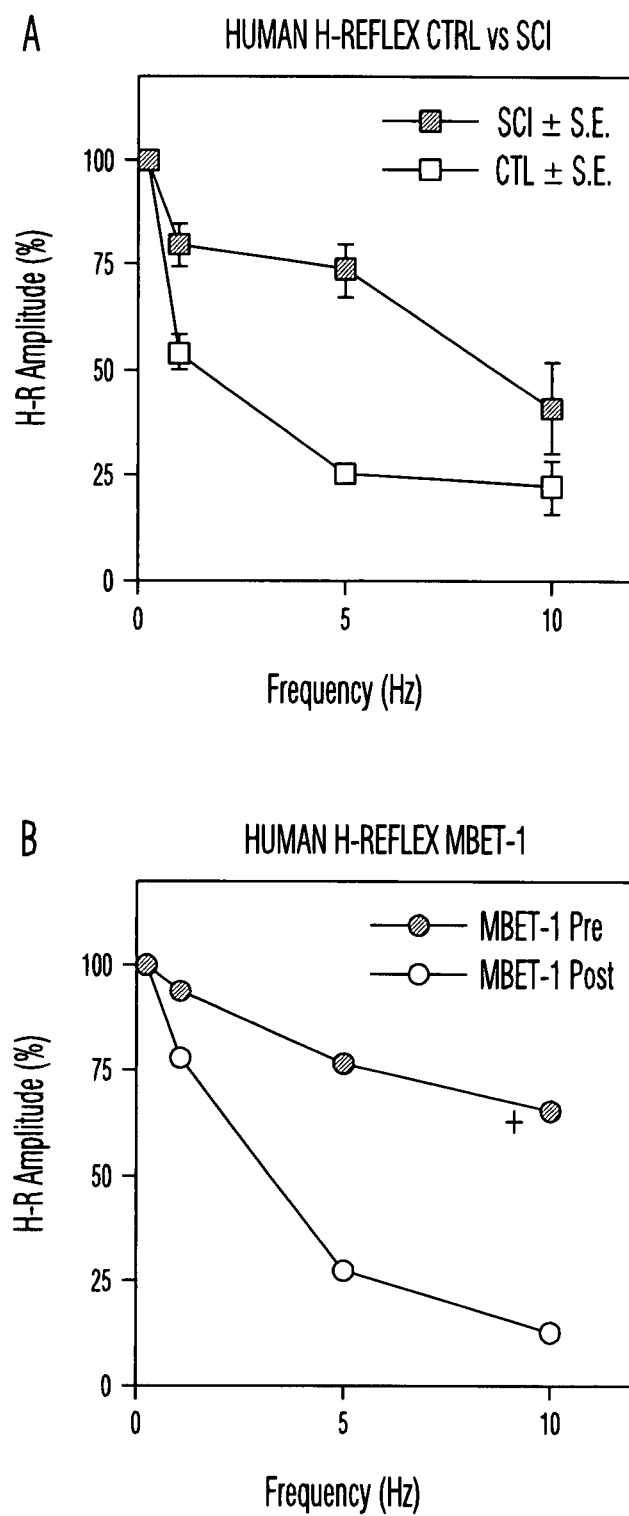 A
HUMAN H-REFLEX CTRL vs SCI
SCI ± S.E.
CTL ± S.E.
H-R Amplitude (%)
100
75
50
25
0
0 5 10
Frequency (Hz)
B
HUMAN H-REFLEX MBET-1
MBET-1 Pre
MBET-1 Post
H-R Amplitude (%)
100
75
50
25
0
+
0 5 10
Frequency (Hz)